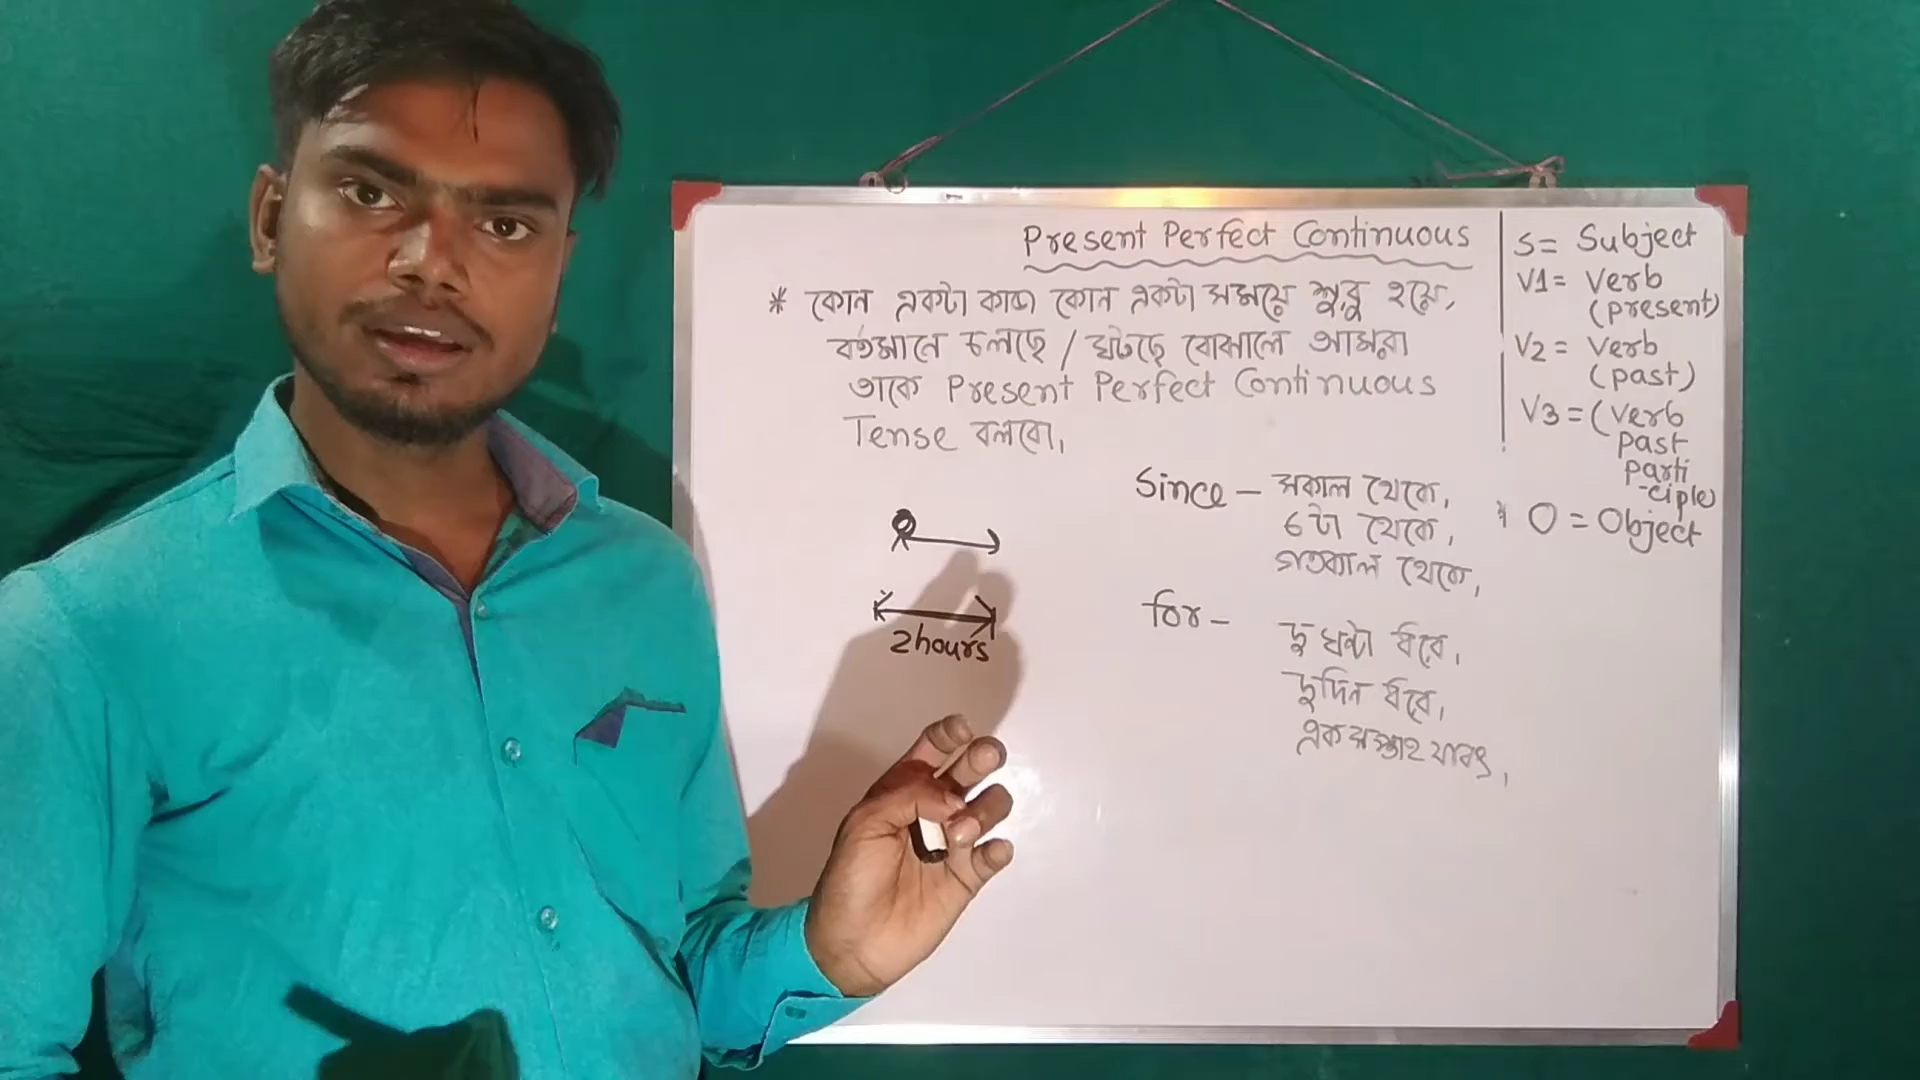 Present Perfect Continuous
* কোন একটা কাজ কোন একটা সময়ে শুরু হয়ে,
বর্তমানে চলছে / ঘটছে বোঝালে আমরা
তাকে Present Perfect Continuous
Tense বলবো,
Since – সকাল থেকে,
৬টা থেকে,
গতকাল থেকে,
for – দু ঘন্টা ধরে,
দুদিন ধরে,
এক সপ্তাহ যাবৎ,
2hours
S = Subject
V1 = Verb
(present)
V2 = Verb
(past)
V3 = (Verb
past
parti
-ciple)
O = Object